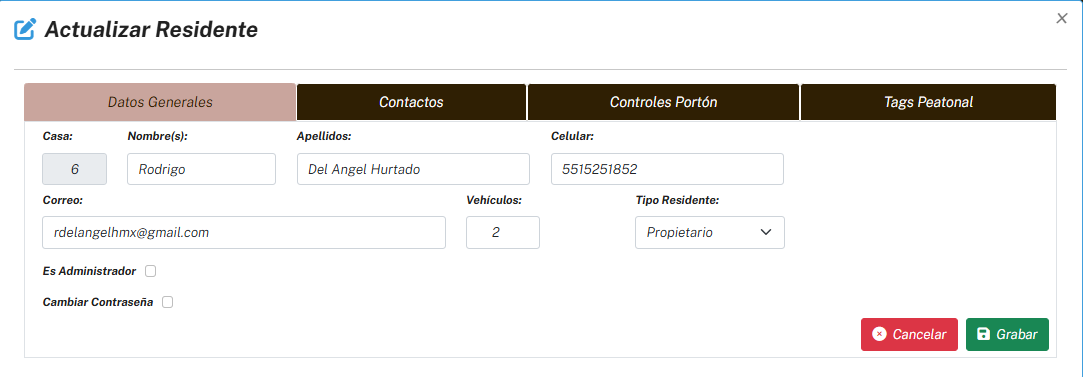 Actualizar Residente
Datos Generales Contactos Controles Portón Tags Peatonal
Casa: Nombre(s): Apellidos: Celular:
6 Rodrigo Del Angel Hurtado 5515251852
Correo: Vehículos: Tipo Residente:
rdelangelhmx@gmail.com 2 Propietario
Es Administrador
Cambiar Contraseña
Cancelar Grabar